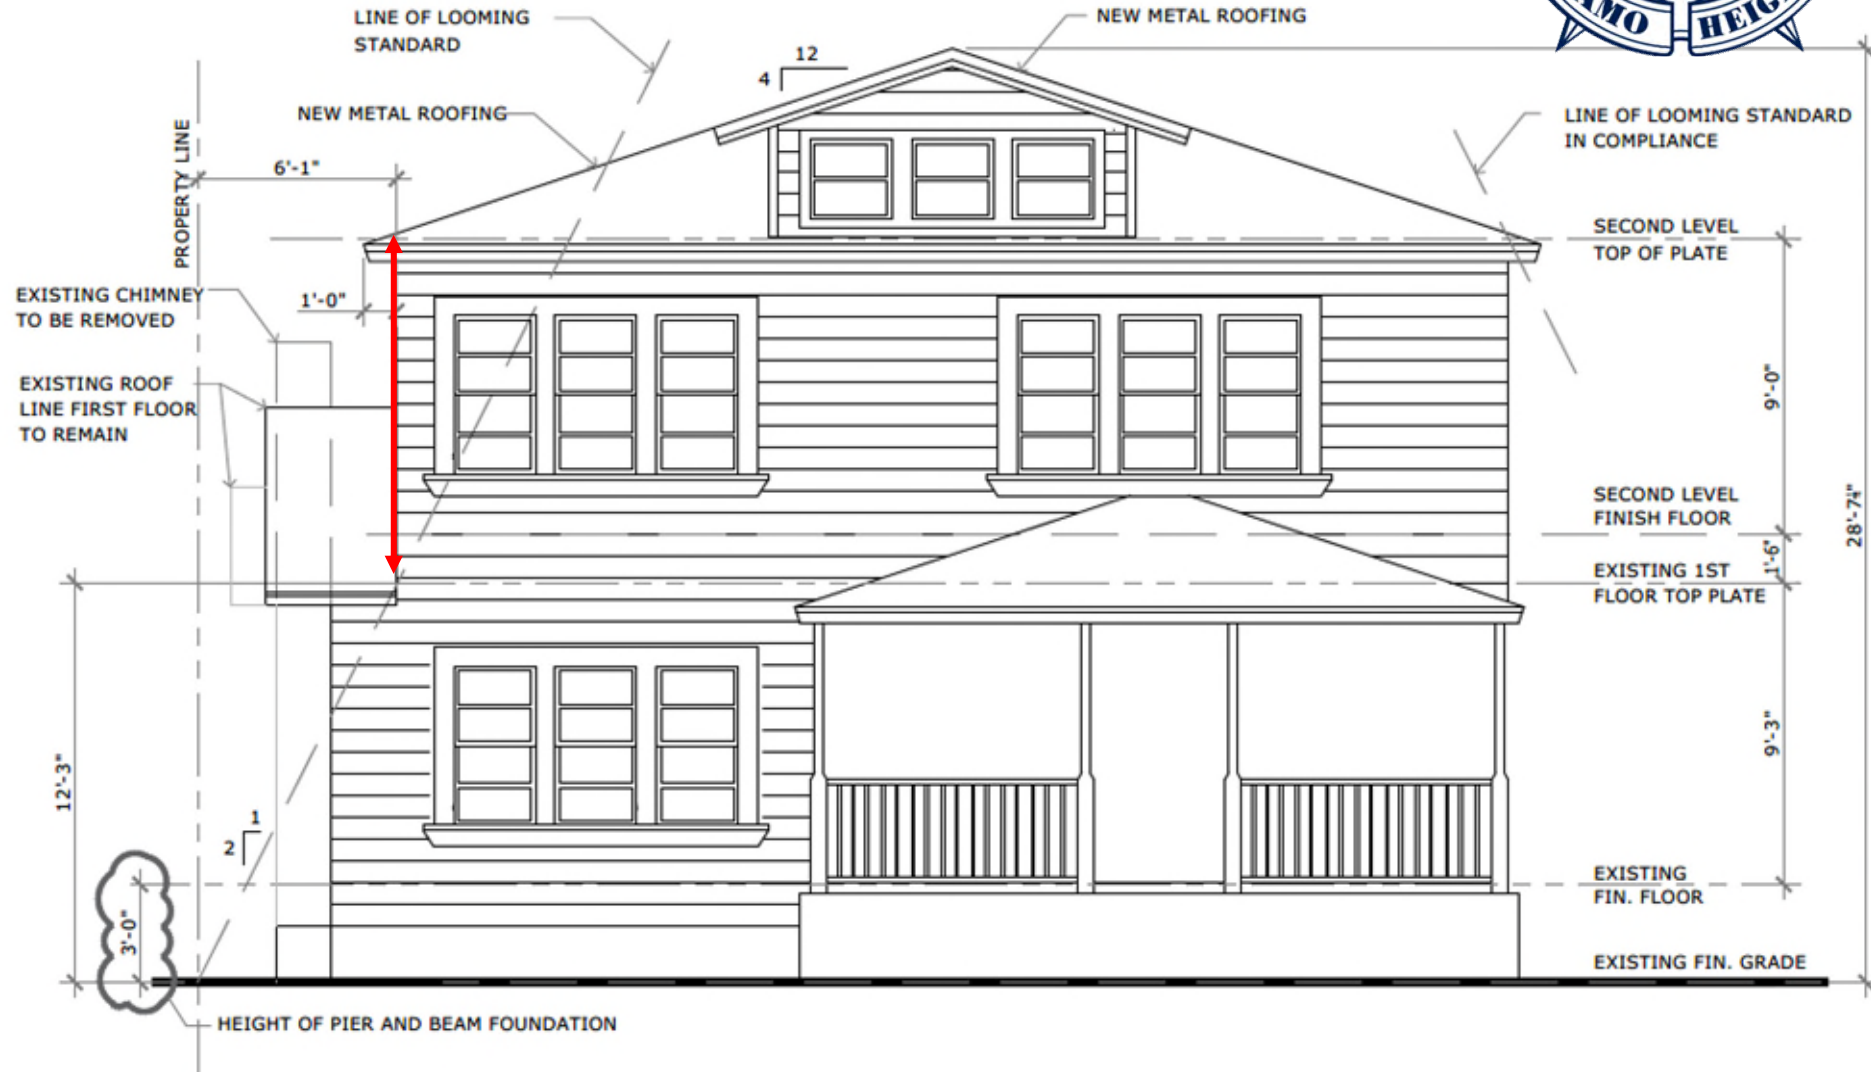 LINE OF LOOMING
STANDARD
NEW METAL ROOFING
AMO
HEIG
12
4
NEW METAL ROOFING
LINE OF LOOMING STANDARD
IN COMPLIANCE
PROPERTY LINE
6'-1"
SECOND LEVEL
TOP OF PLATE
EXISTING CHIMNEY
TO BE REMOVED
1'-0"
EXISTING ROOF
LINE FIRST FLOOR
TO REMAIN
9'-0"
SECOND LEVEL
FINISH FLOOR
28'-7¼"
1'-6"
EXISTING 1ST
FLOOR TOP PLATE
9'-3"
12'-3"
1
2
EXISTING
FIN. FLOOR
3'-0"
EXISTING FIN. GRADE
HEIGHT OF PIER AND BEAM FOUNDATION